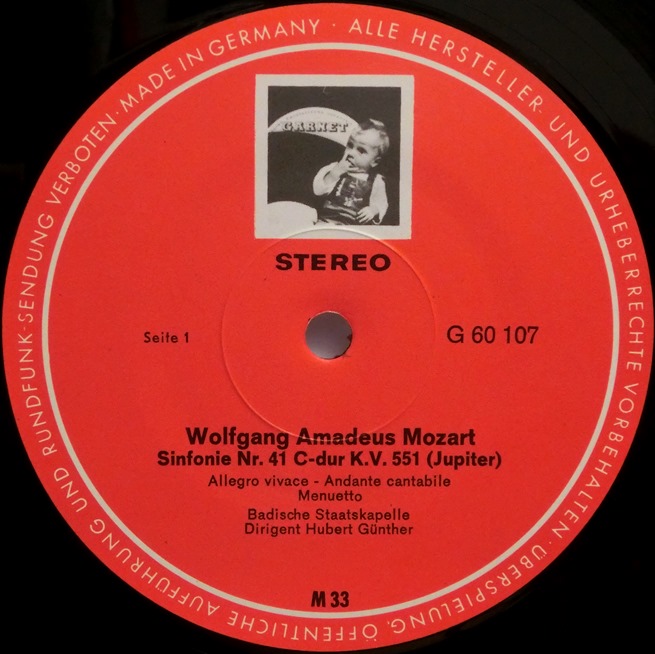 MADE IN GERMANY · ALLE HERSTELLER- UND URHEBERRECHTE VORBEHALTEN · ÜBERSPIELUNG, ÖFFENTLICHE AUFFÜHRUNG UND RUNDFUNK-SENDUNG VERBOTEN ·
GARNET
STEREO
Seite 1
G 60 107
Wolfgang Amadeus Mozart
Sinfonie Nr. 41 C-dur K.V. 551 (Jupiter)
Allegro vivace - Andante cantabile
Menuetto
Badische Staatskapelle
Dirigent Hubert Günther
M 33